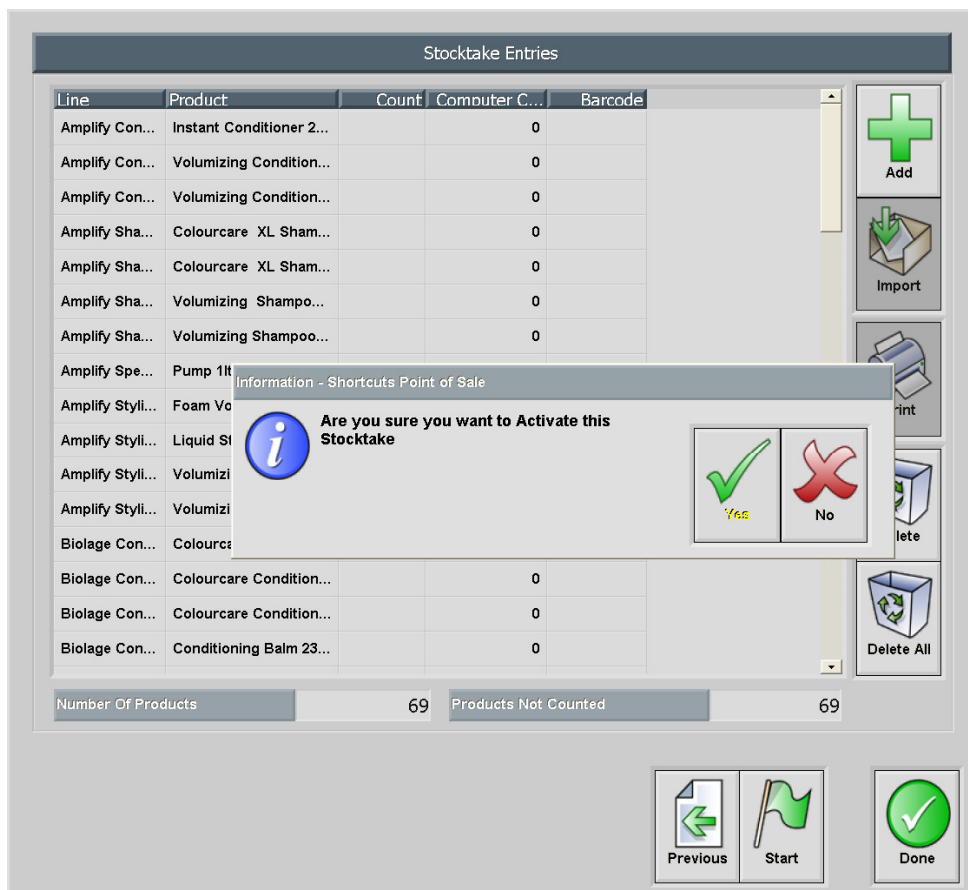 Stocktake Entries
Line Product Count Computer C... Barcode
Amplify Con... Instant Conditioner 2... 0
Amplify Con... Volumizing Condition... 0
Amplify Con... Volumizing Condition... 0
Amplify Sha... Colourcare XL Sham... 0
Amplify Sha... Colourcare XL Sham... 0
Amplify Sha... Volumizing Shampo... 0
Amplify Sha... Volumizing Shampoo... 0
Amplify Spe... Pump 1lt
Amplify Styli... Foam Vo
Amplify Styli... Liquid St
Amplify Styli... Volumizi
Amplify Styli... Volumizi
Biolage Con... Colourca
Biolage Con... Colourcare Condition... 0
Biolage Con... Colourcare Condition... 0
Biolage Con... Conditioning Balm 23... 0
Add
Import
rint
lete
Delete All
Information - Shortcuts Point of Sale
Are you sure you want to Activate this
Stocktake
Yes No
Number Of Products 69 Products Not Counted 69
Previous Start Done